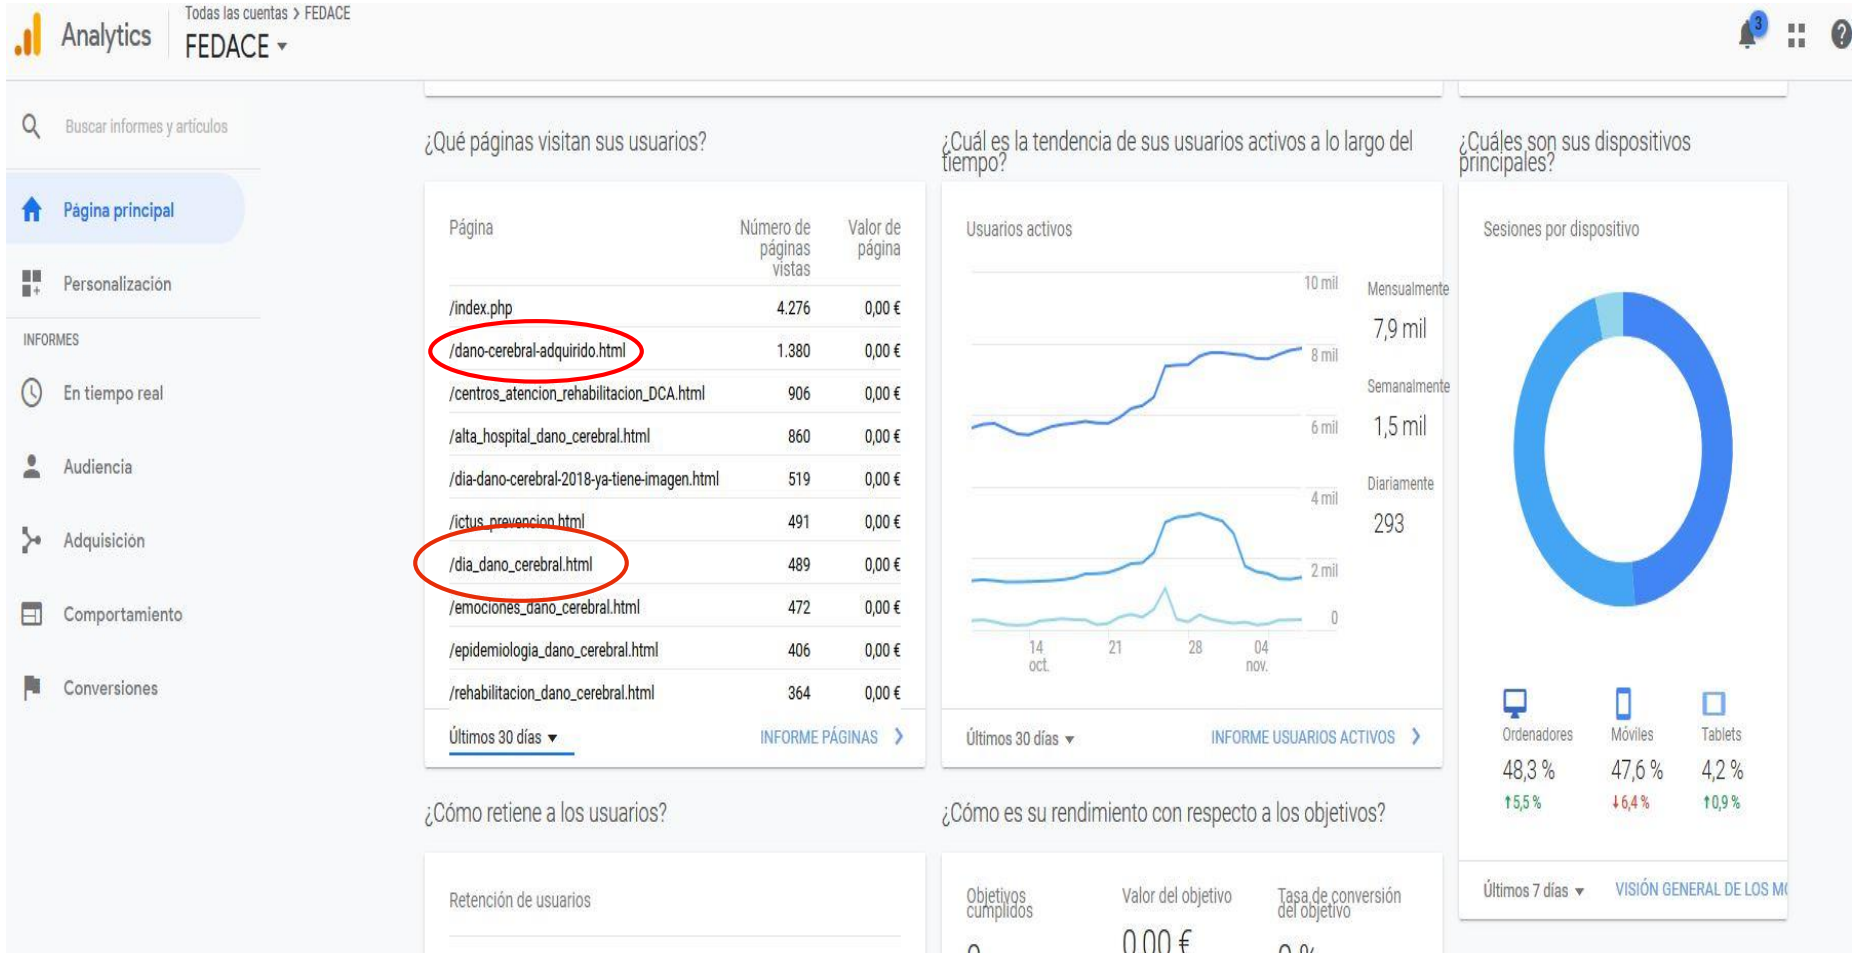 Todas las cuentas > FEDACE
Analytics
FEDACE
3
?
Buscar informes y artículos
Página principal
Personalización
INFORMES
En tiempo real
Audiencia
Adquisición
Comportamiento
Conversiones
¿Qué páginas visitan sus usuarios?
Página Número de páginas vistas Valor de página
/index.php 4.276 0,00 €
/dano-cerebral-adquirido.html 1.380 0,00 €
/centros_atencion_rehabilitacion_DCA.html 906 0,00 €
/alta_hospital_dano_cerebral.html 860 0,00 €
/dia-dano-cerebral-2018-ya-tiene-imagen.html 519 0,00 €
/ictus_prevencion.html 491 0,00 €
/dia_dano_cerebral.html 489 0,00 €
/emociones_dano_cerebral.html 472 0,00 €
/epidemiologia_dano_cerebral.html 406 0,00 €
/rehabilitacion_dano_cerebral.html 364 0,00 €
Últimos 30 días
INFORME PÁGINAS
¿Cuál es la tendencia de sus usuarios activos a lo largo del
tiempo?
Usuarios activos
10 mil
8 mil
6 mil
4 mil
2 mil
0
14 21 28 04
oct. nov.
Mensualmente
7,9 mil
Semanalmente
1,5 mil
Diariamente
293
Últimos 30 días
INFORME USUARIOS ACTIVOS
¿Cuáles son sus dispositivos
principales?
Sesiones por dispositivo
Ordenadores Móviles Tablets
48,3 % 47,6 % 4,2 %
↑5,5 % ↓6,4 % ↑0,9 %
Últimos 7 días
VISIÓN GENERAL DE LOS
¿Cómo retiene a los usuarios?
Retención de usuarios
¿Cómo es su rendimiento con respecto a los objetivos?
Objetivos
cumplidos
Valor del objetivo
0,00 €
Tasa de conversión
del objetivo